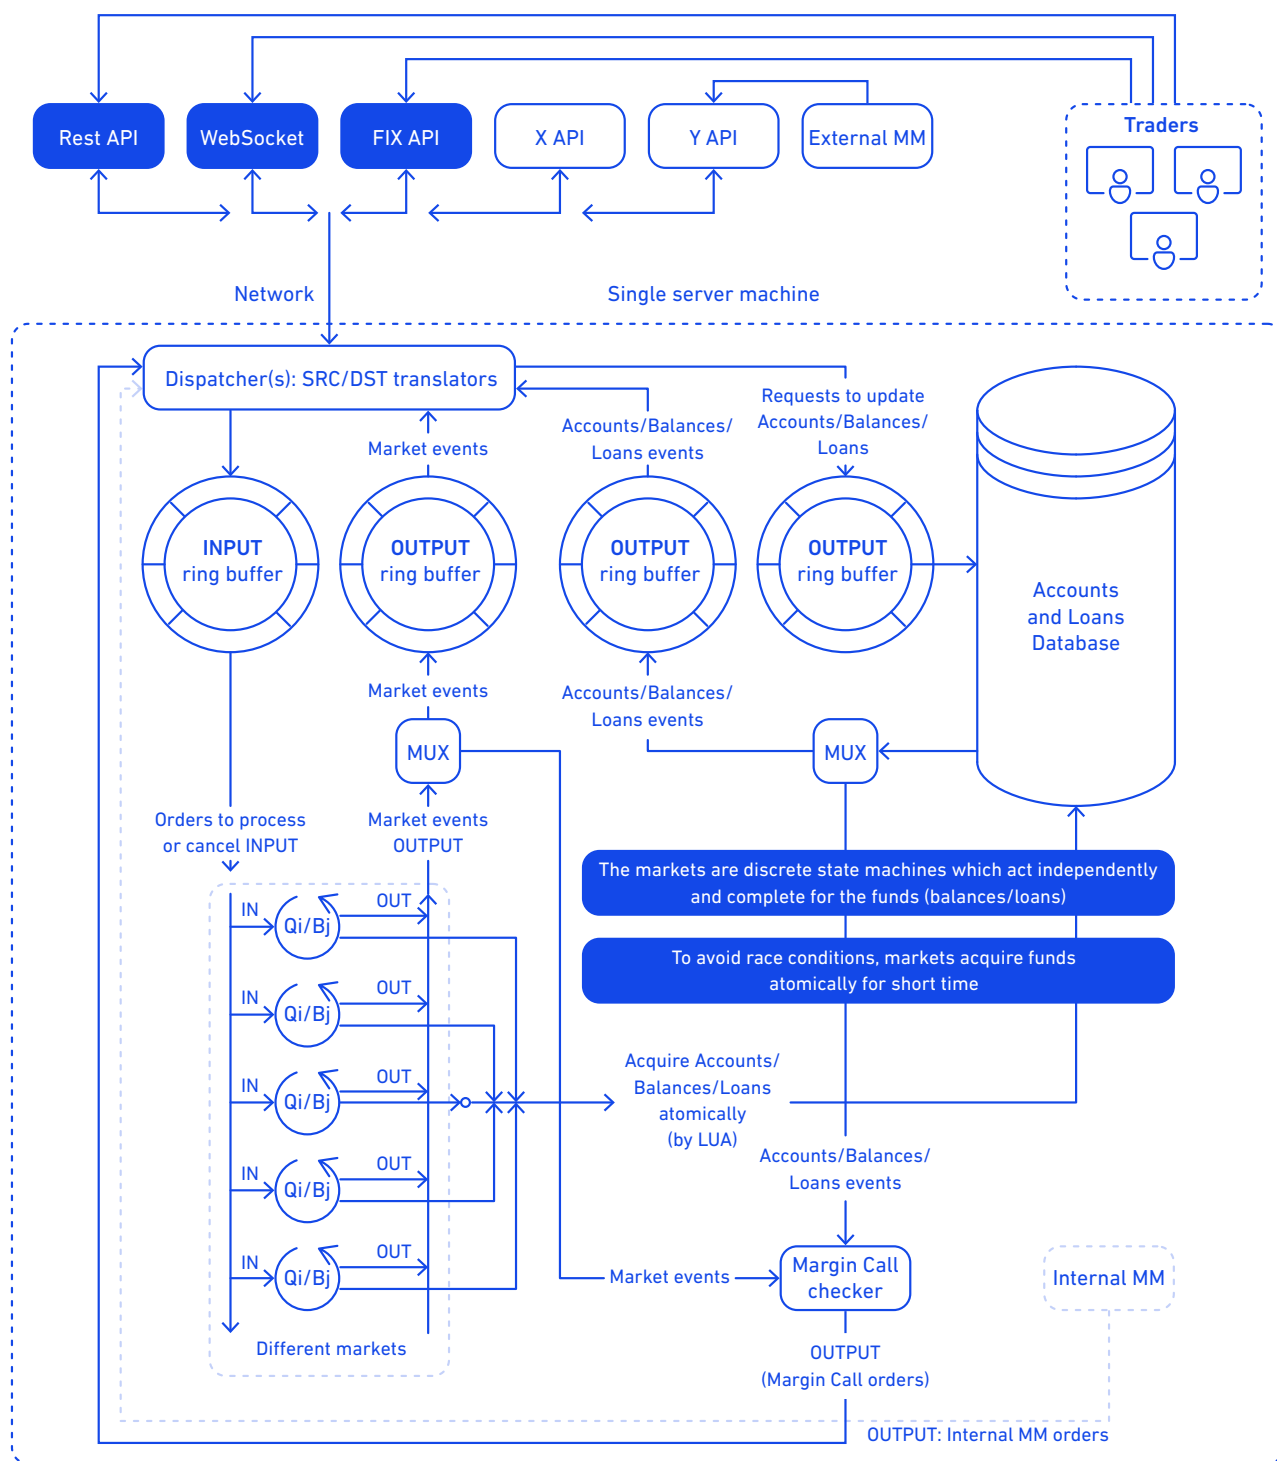 Traders
Rest API
WebSocket
FIX API
X API
Y API
External MM
Network
Single server machine
Dispatcher(s): SRC/DST translators
Requests to update
Accounts/Balances/
Loans
Market events
Accounts/Balances/
Loans events
INPUT
ring buffer
OUTPUT
ring buffer
OUTPUT
ring buffer
OUTPUT
ring buffer
Accounts
and Loans
Database
Market events
Accounts/Balances/
Loans events
MUX
MUX
Orders to process
or cancel INPUT
Market events
OUTPUT
The markets are discrete state machines which act independently
and complete for the funds (balances/loans)
To avoid race conditions, markets acquire funds
atomically for short time
IN
Qi/Bj
OUT
IN
Qi/Bj
OUT
IN
Qi/Bj
OUT
IN
Qi/Bj
OUT
IN
Qi/Bj
OUT
Different markets
Acquire Accounts/
Balances/Loans
atomically
(by LUA)
Accounts/Balances/
Loans events
Market events
Margin Call
checker
Internal MM
OUTPUT
(Margin Call orders)
OUTPUT: Internal MM orders